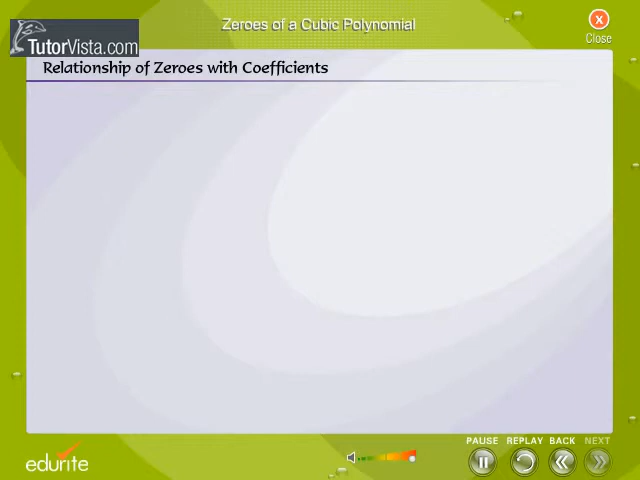 Zeroes of a Cubic Polynomial
x
Close
TutorVista.com
Relationship of Zeroes with Coefficients
PAUSE REPLAY BACK NEXT
edurite